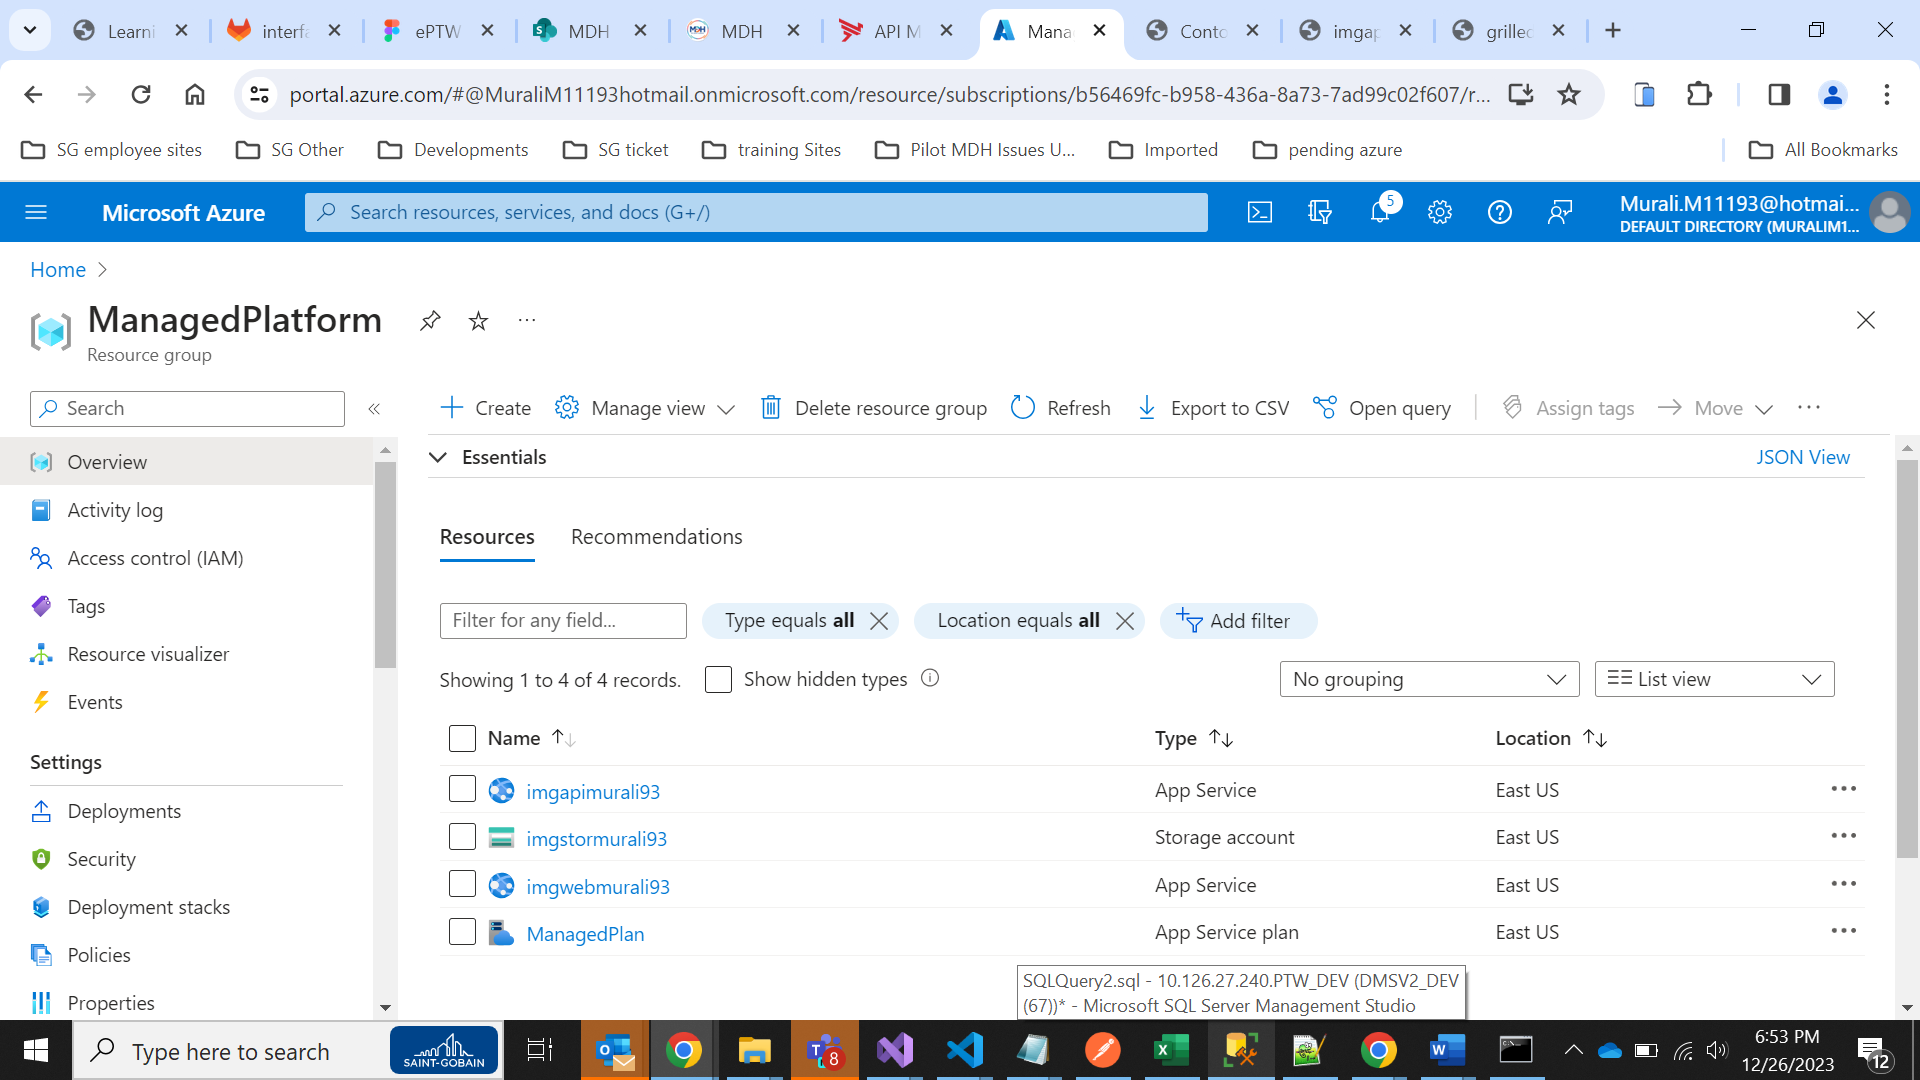 Learni
interfa
ePTW
MDH
MDH
API M
Mana
Conto
imgap
grilled
portal.azure.com/#@MuraliM11193hotmail.onmicrosoft.com/resource/subscriptions/b56469fc-b958-436a-8a73-7ad99c02f607/r...
SG employee sites
SG Other
Developments
SG ticket
training Sites
Pilot MDH Issues U...
Imported
pending azure
All Bookmarks
Microsoft Azure
Search resources, services, and docs (G+/)
5
Murali.M11193@hotmai...
DEFAULT DIRECTORY (MURALIM1...
Home
ManagedPlatform
Resource group
Search
Create
Manage view
Delete resource group
Refresh
Export to CSV
Open query
Assign tags
Move
Overview
Activity log
Access control (IAM)
Tags
Resource visualizer
Events
Settings
Deployments
Security
Deployment stacks
Policies
Properties
Essentials
JSON View
Resources
Recommendations
Filter for any field...
Type equals all
Location equals all
Add filter
Showing 1 to 4 of 4 records.
Show hidden types
No grouping
List view
Name
Type
Location
imgapimurali93
App Service
East US
imgstormurali93
Storage account
East US
imgwebmurali93
App Service
East US
ManagedPlan
App Service plan
East US
SQLQuery2.sql - 10.126.27.240.PTW_DEV (DMSV2_DEV
(67))* - Microsoft SQL Server Management Studio
Type here to search
SAINT-GOBAIN
8
6:53 PM
12/26/2023
12